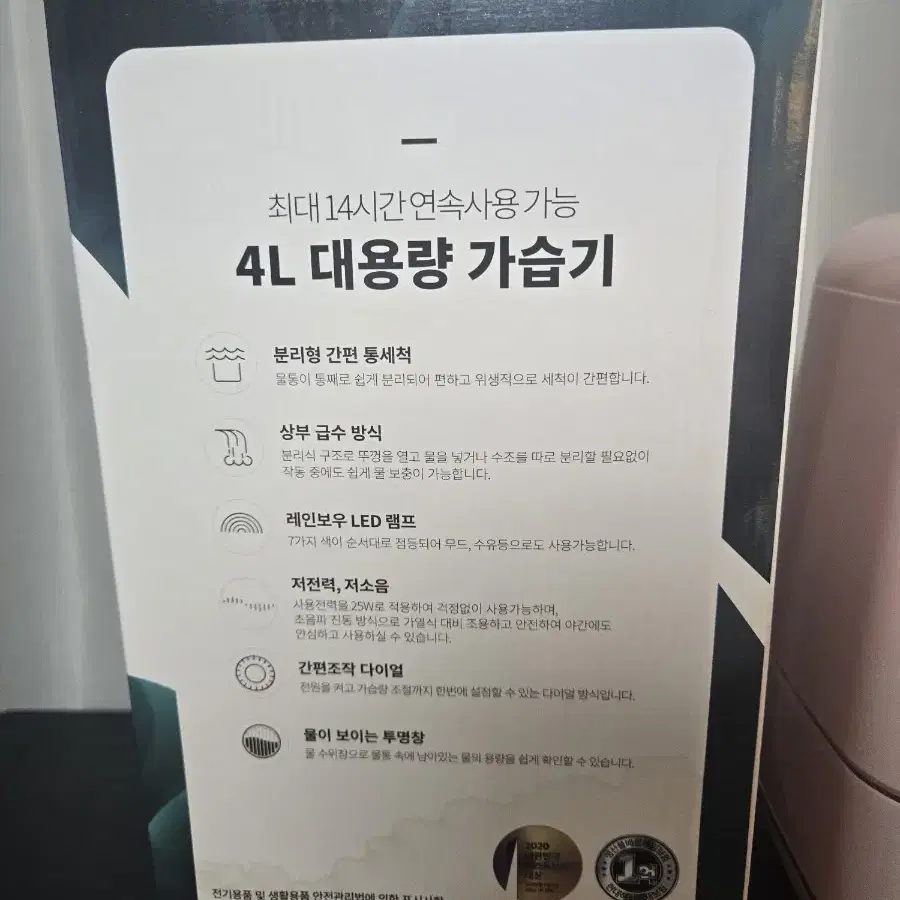 최대 14시간 연속사용 가능
4L 대용량 가습기
분리형 간편 통세척
물통이 통째로 쉽게 분리되어 편하고 위생적으로 세척이 간편합니다.
상부 급수 방식
분리식 구조로 뚜껑을 열고 물을 넣거나 수조를 따로 분리할 필요없이
작동 중에도 쉽게 물 보충이 가능합니다.
레인보우 LED 램프
7가지 색이 순서대로 점등되어 무드, 수유등으로도 사용가능합니다.
저전력, 저소음
사용전력을 25W로 적용하여 걱정없이 사용가능하며,
초음파 진동 방식으로 가열식 대비 조용하고 안전하여 야간에도
안심하고 사용하실 수 있습니다.
간편조작 다이얼
전원을 켜고 가습량 조절까지 한번에 설정할 수 있는 다이얼 방식입니다.
물이 보이는 투명창
물 수위창으로 물통 속에 남아있는 물의 용량을 쉽게 확인할 수 있습니다.
2020
대상
전기용품 및 생활용품 안전관리법에 의한 표시사항